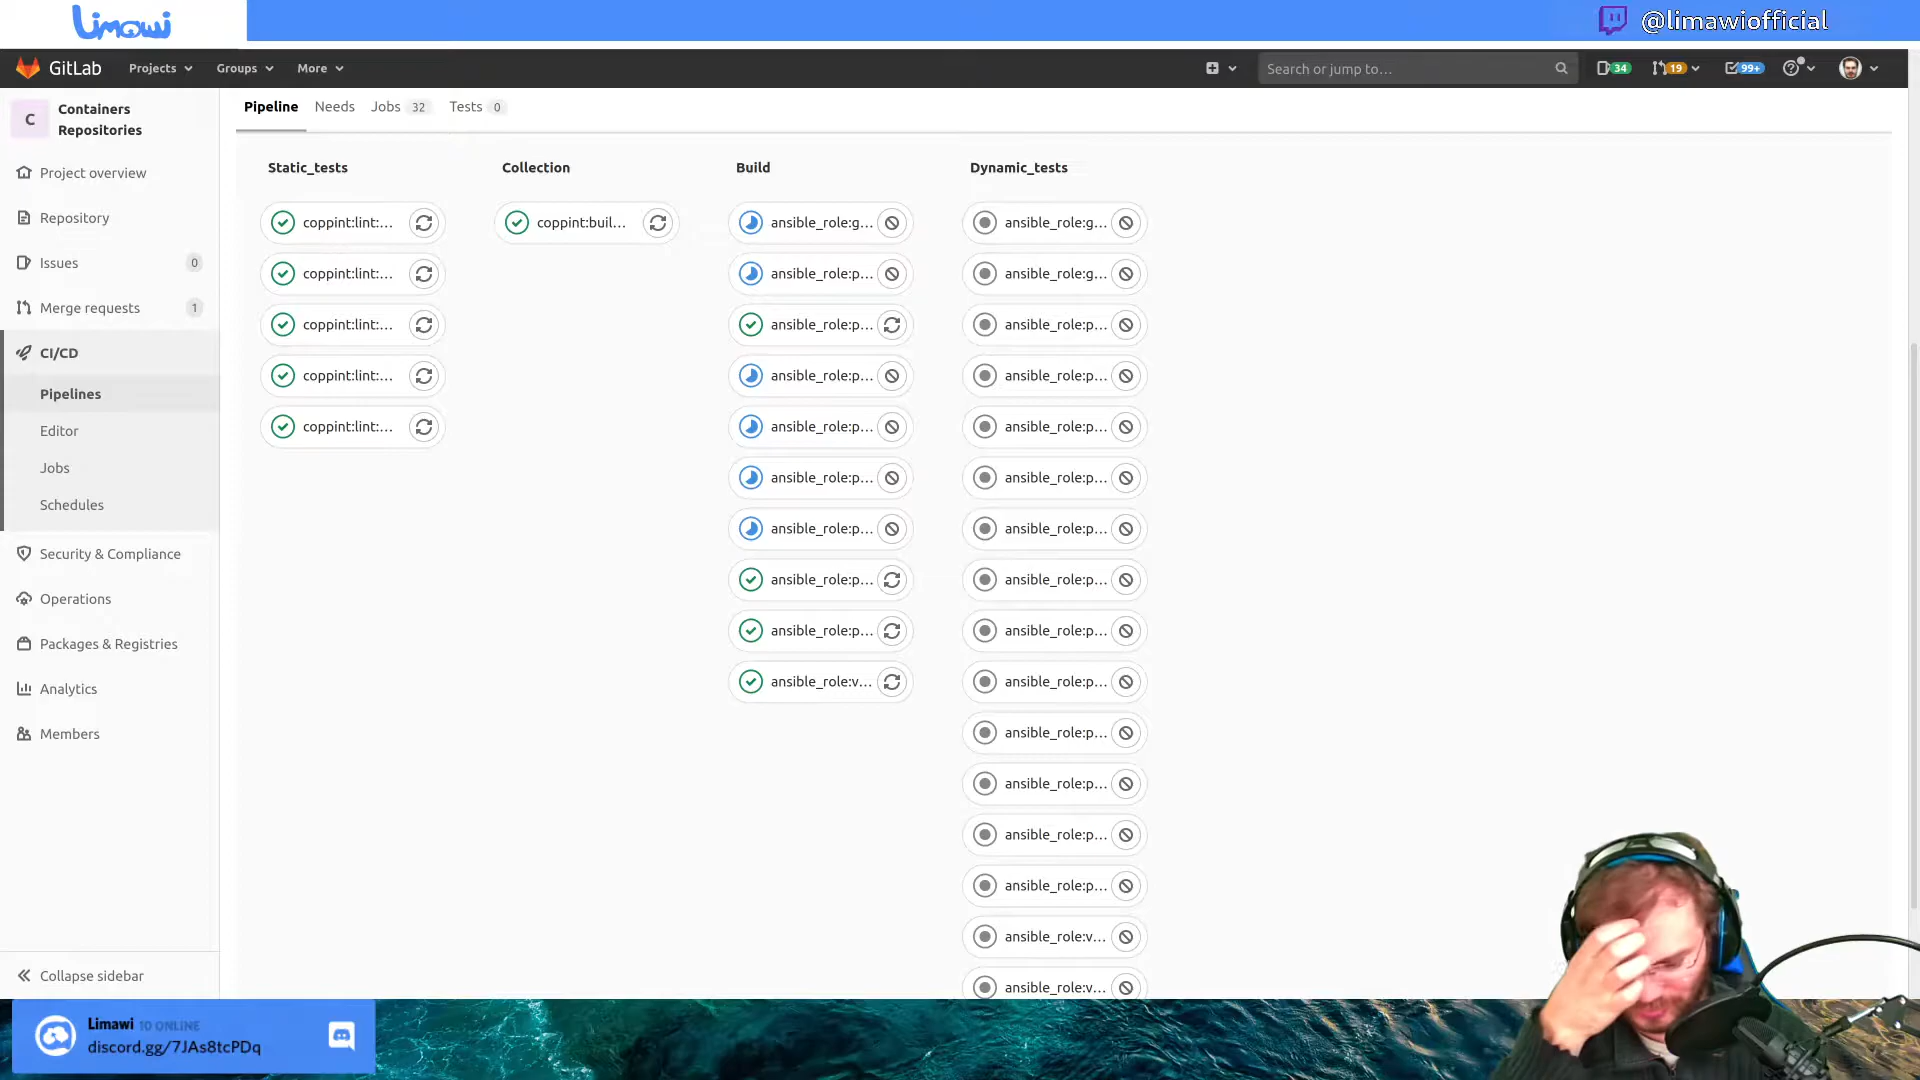 Limawi
@limawiofficial
GitLab
Projects
Groups
More
Search or jump to...
34
19
99+
C
Containers
Repositories
Project overview
Repository
Issues
0
Merge requests
1
CI/CD
Pipelines
Editor
Jobs
Schedules
Security & Compliance
Operations
Packages & Registries
Analytics
Members
Collapse sidebar
Pipeline
Needs
Jobs 32
Tests 0
Static_tests
coppint:lint:...
coppint:lint:...
coppint:lint:...
coppint:lint:...
coppint:lint:...
Collection
coppint:buil...
Build
ansible_role:g...
ansible_role:p...
ansible_role:p...
ansible_role:p...
ansible_role:p...
ansible_role:p...
ansible_role:p...
ansible_role:p...
ansible_role:p...
ansible_role:v...
Dynamic_tests
ansible_role:g...
ansible_role:g...
ansible_role:p...
ansible_role:p...
ansible_role:p...
ansible_role:p...
ansible_role:p...
ansible_role:p...
ansible_role:p...
ansible_role:p...
ansible_role:p...
ansible_role:p...
ansible_role:p...
ansible_role:p...
ansible_role:v...
ansible_role:v...
Limawi 10 ONLINE
discord.gg/7JAs8tcPDq